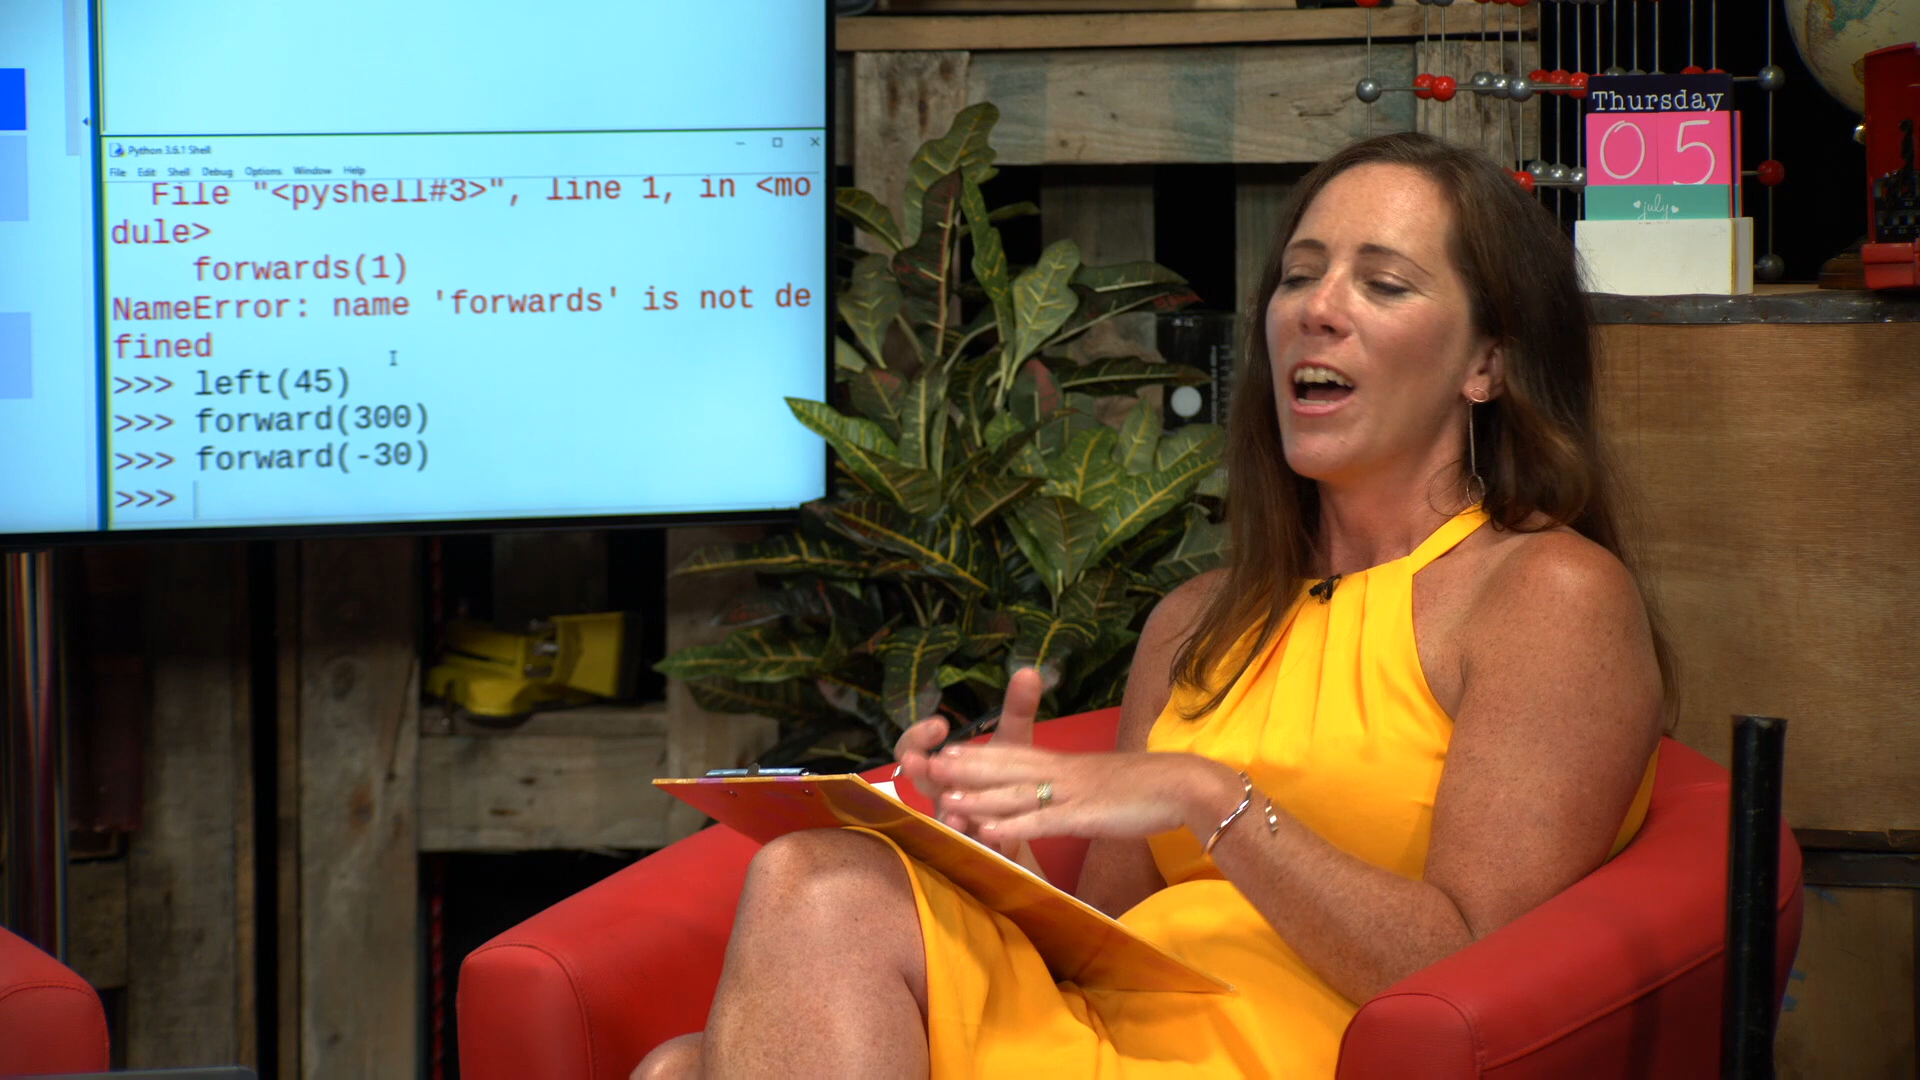 Python 3.6.1 Shell
File Edit Shell Debug Options Window Help
File "<pyshell#3>", line 1, in <mo
dule>
forwards(1)
NameError: name 'forwards' is not de
fined
>>> left(45)
>>> forward(300)
>>> forward(-30)
>>>
Thursday
05
july